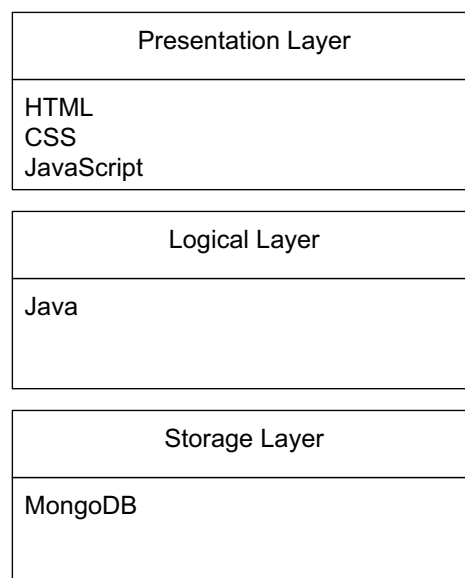 Presentation Layer
HTML
CSS
JavaScript
Logical Layer
Java
Storage Layer
MongoDB